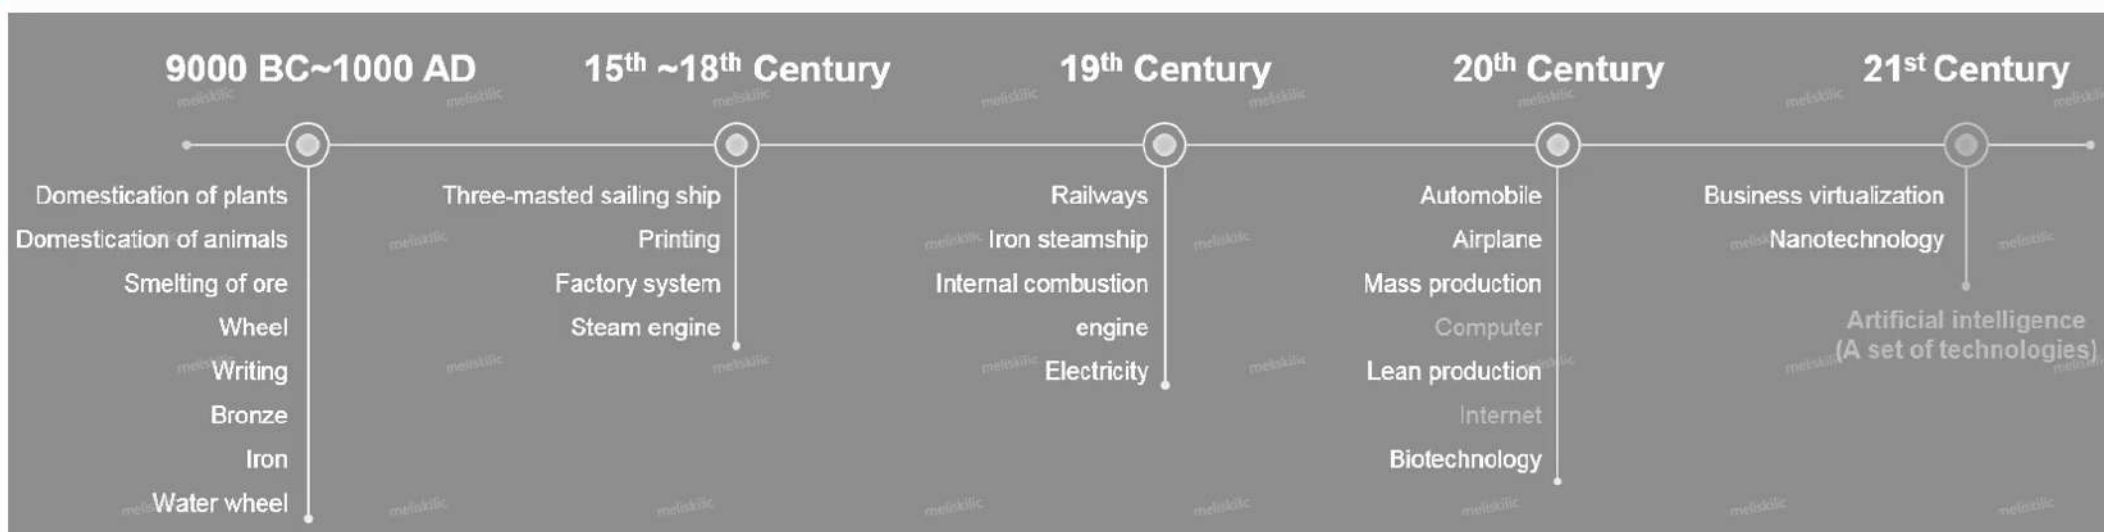 9000 BC~1000 AD
Domestication of plants
Domestication of animals
Smelting of ore
Wheel
Writing
Bronze
Iron
Water wheel
15th ~18th Century
Three-masted sailing ship
Printing
Factory system
Steam engine
19th Century
Railways
Iron steamship
Internal combustion
engine
Electricity
20th Century
Automobile
Airplane
Mass production
Computer
Lean production
Internet
Biotechnology
21st Century
Business virtualization
Nanotechnology
Artificial intelligence
(A set of technologies)
meliskilic